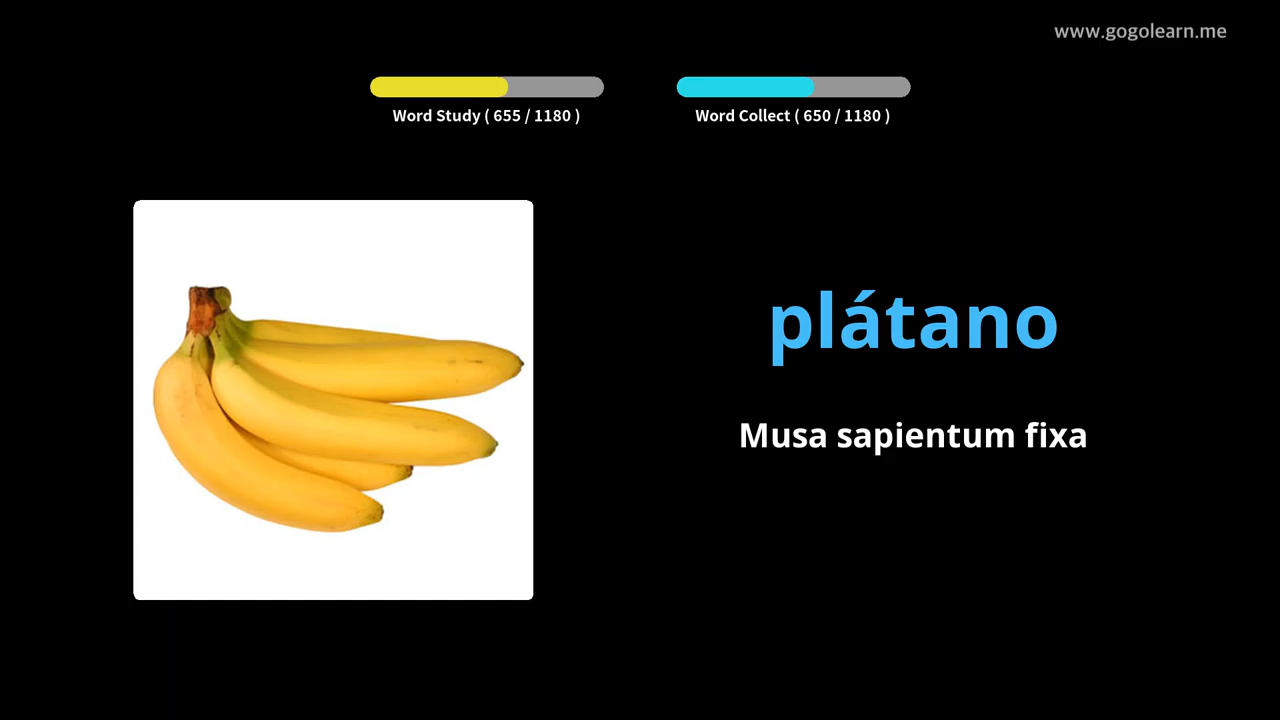 www.gogolearn.me
Word Study ( 655 / 1180 )
Word Collect ( 650 / 1180 )
plátano
Musa sapientum fixa